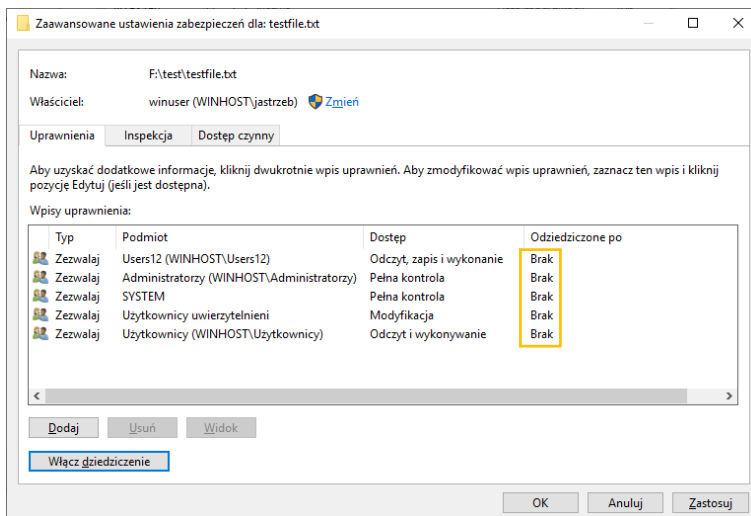 Zaawansowane ustawienia zabezpieczeń dla: testfile.txt
Nazwa: F:\test\testfile.txt
Właściciel: winuser (WINHOST\jastrzeb) Zmień
Uprawnienia Inspekcja Dostęp czynny
Aby uzyskać dodatkowe informacje, kliknij dwukrotnie wpis uprawnień. Aby zmodyfikować wpis uprawnień, zaznacz ten wpis i kliknij
pozycję Edytuj (jeśli jest dostępna).
Wpisy uprawnienia:
Typ Podmiot Dostęp Odziedziczone po
Zezwalaj Users12 (WINHOST\Users12) Odczyt, zapis i wykonanie Brak
Zezwalaj Administratorzy (WINHOST\Administratorzy) Pełna kontrola Brak
Zezwalaj SYSTEM Pełna kontrola Brak
Zezwalaj Użytkownicy uwierzytelnieni Modyfikacja Brak
Zezwalaj Użytkownicy (WINHOST\Użytkownicy) Odczyt i wykonywanie Brak
Dodaj Usuń Widok
Włącz dziedziczenie
OK Anuluj Zastosuj